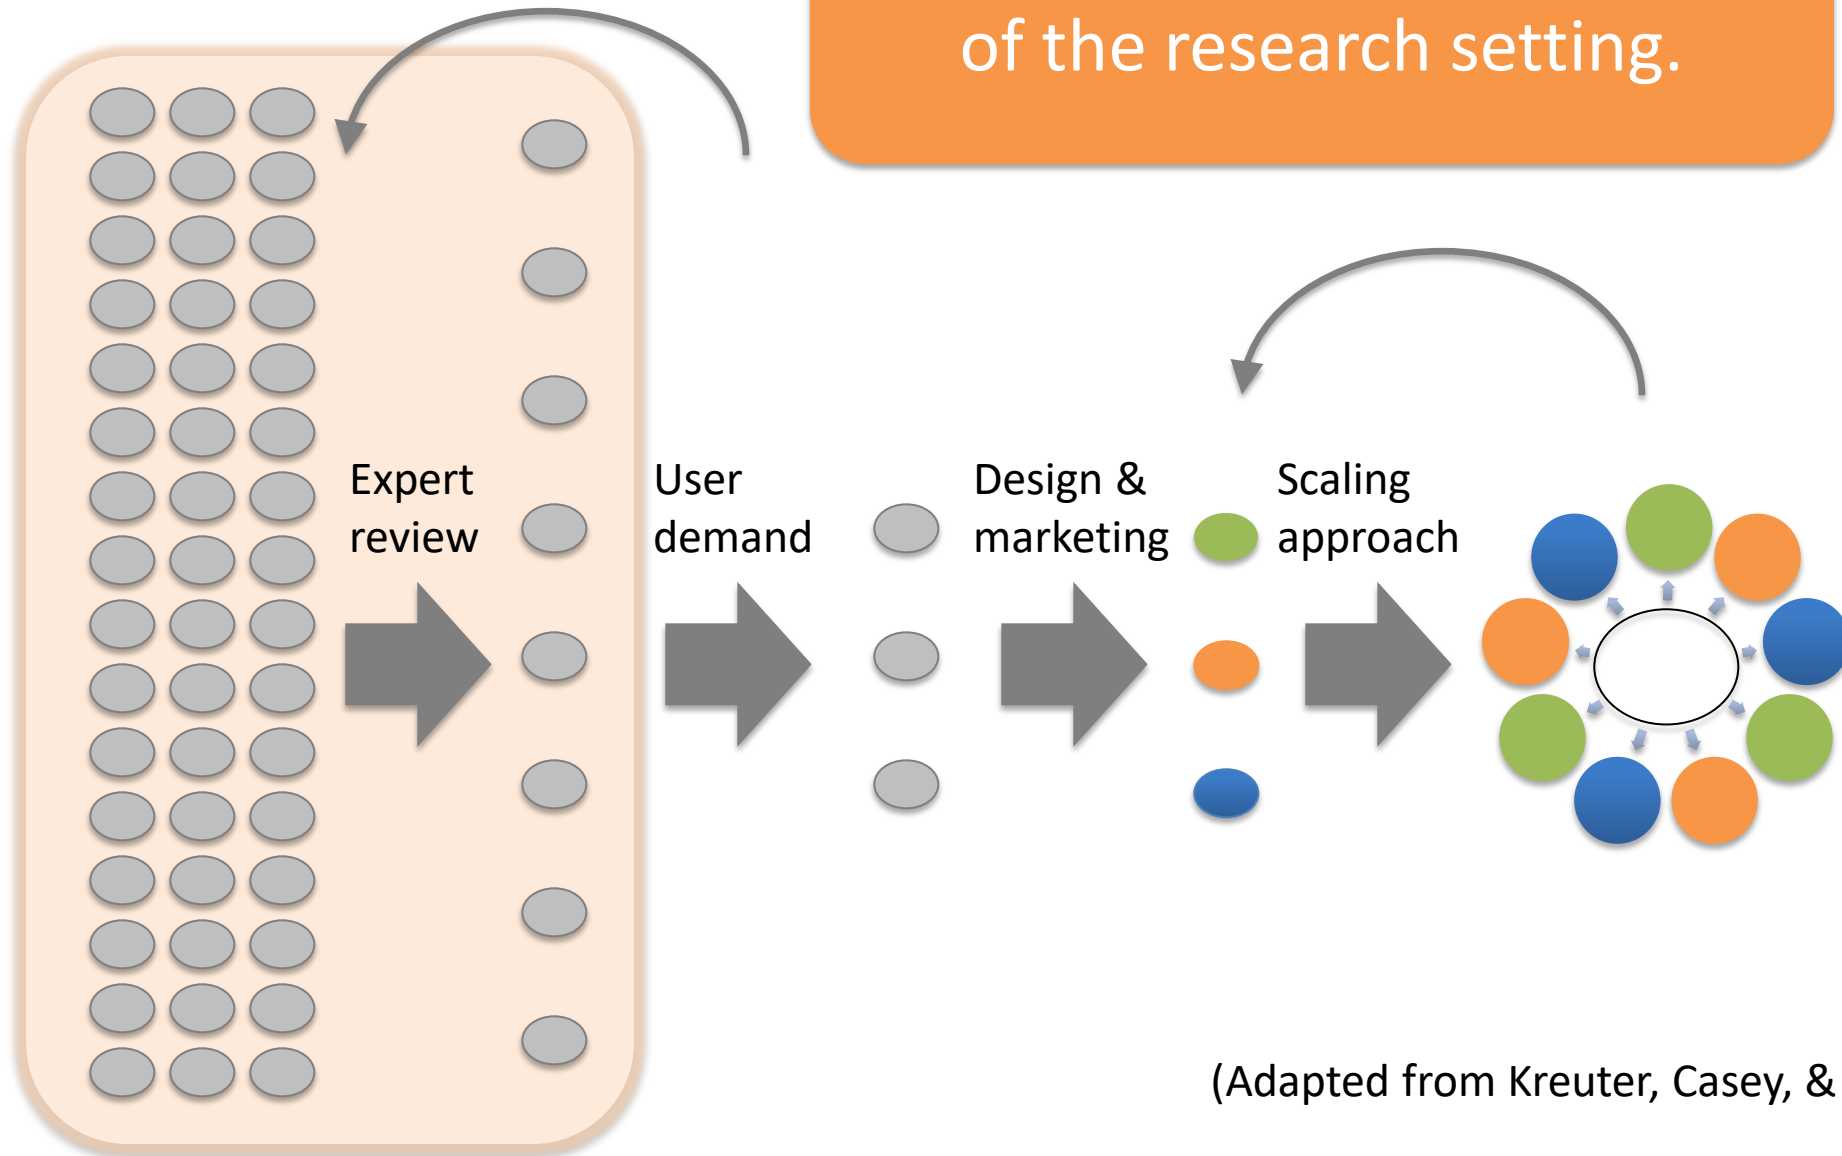 of the research setting.
Expert
review
User
demand
Design &
marketing
Scaling
approach
(Adapted from Kreuter, Casey, &